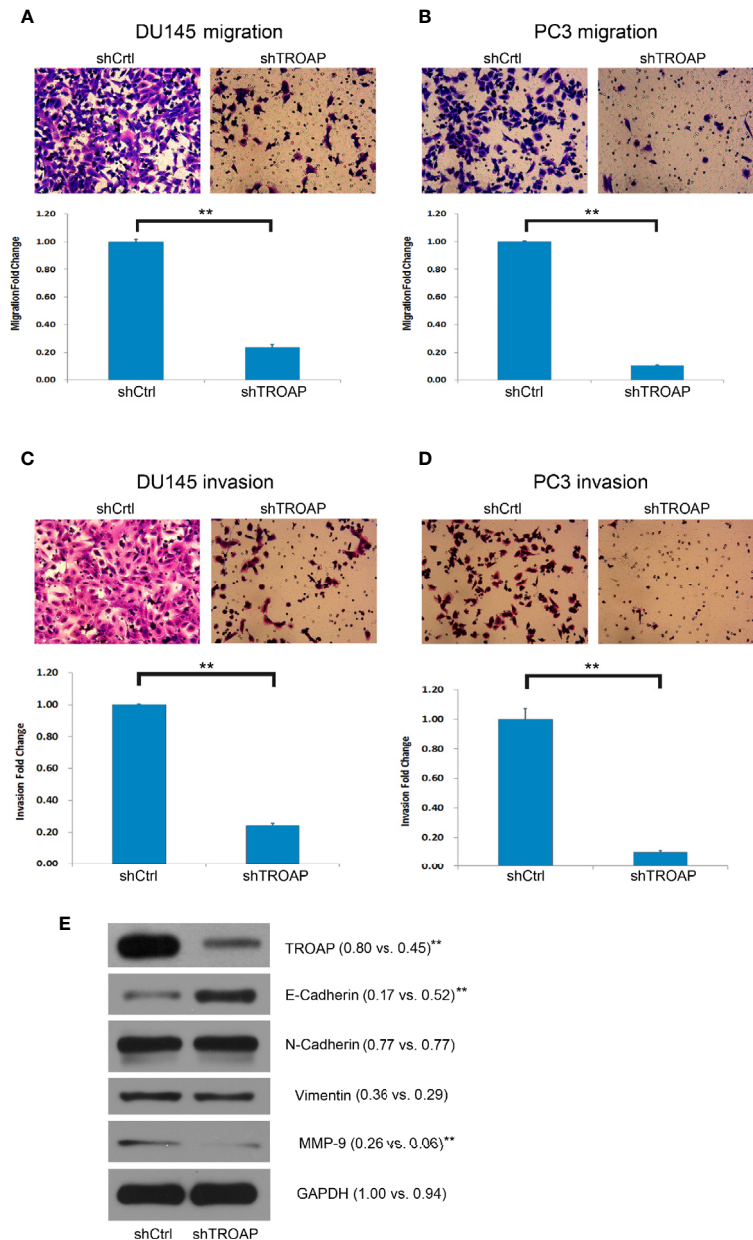 A
DU145 migration
shCrtl shTROAP
1.20
1.00
0.80
0.60
0.40
0.20
0.00
Migration Fold Change
**
shCtrl shTROAP
B
PC3 migration
shCrtl shTROAP
1.20
1.00
0.80
0.60
0.40
0.20
0.00
Migration Fold Change
**
shCtrl shTROAP
C
DU145 invasion
shCrtl shTROAP
1.20
1.00
0.80
0.60
0.40
0.20
0.00
Invasion Fold Change
**
shCtrl shTROAP
D
PC3 invasion
shCrtl shTROAP
1.20
1.00
0.80
0.60
0.40
0.20
0.00
Invasion Fold Change
**
shCtrl shTROAP
E
TROAP (0.80 vs. 0.45)**
E-Cadherin (0.17 vs. 0.52)**
N-Cadherin (0.77 vs. 0.77)
Vimentin (0.36 vs. 0.29)
MMP-9 (0.26 vs. 0.06)**
GAPDH (1.00 vs. 0.94)
shCtrl shTROAP